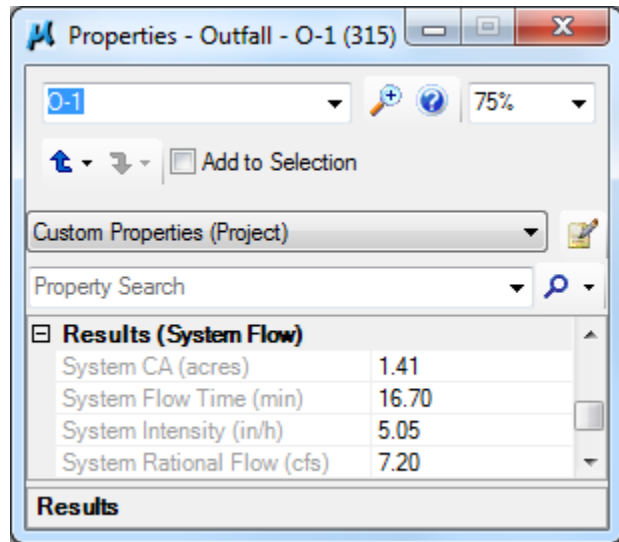 Properties - Outfall - O-1 (315)
O-1
75%
Add to Selection
Custom Properties (Project)
Property Search
Results (System Flow)
System CA (acres) 1.41
System Flow Time (min) 16.70
System Intensity (in/h) 5.05
System Rational Flow (cfs) 7.20
Results